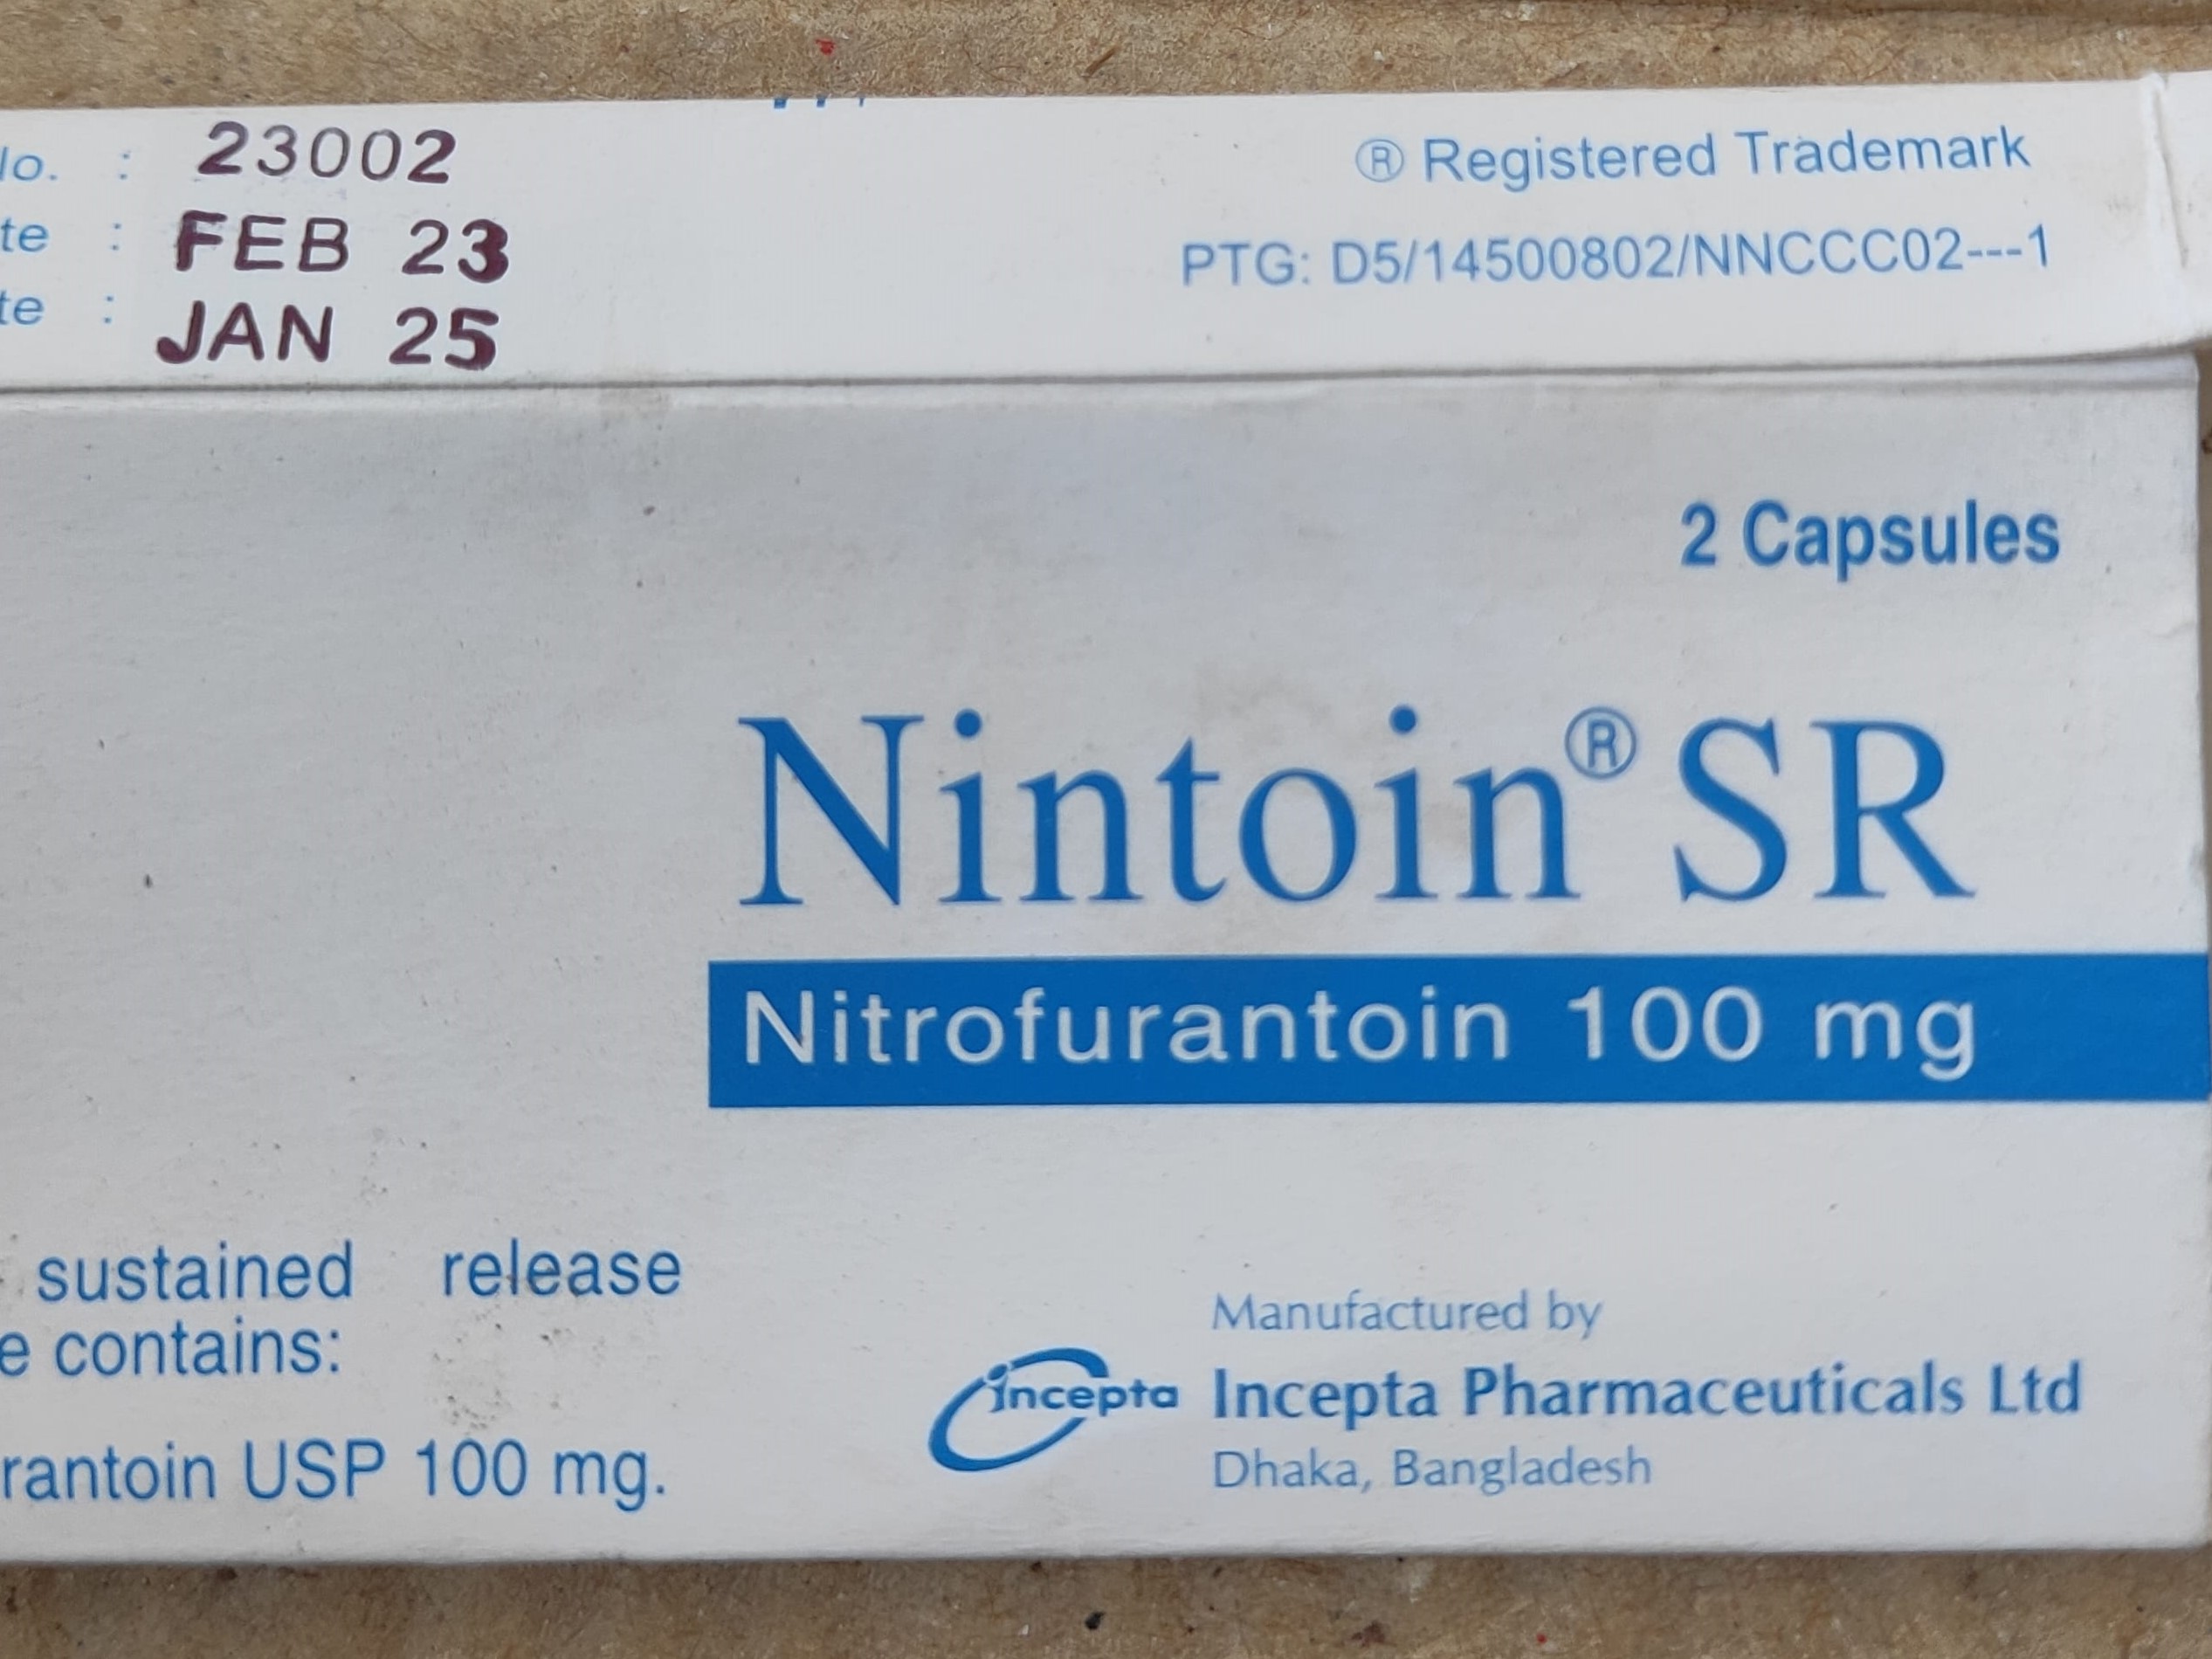 No. : 23002
te : FEB 23
te : JAN 25
® Registered Trademark
PTG: D5/14500802/NNCCC02---1
2 Capsules
Nintoin® SR
Nitrofurantoin 100 mg
sustained release
e contains:
rantoin USP 100 mg.
incepta
Manufactured by
Incepta Pharmaceuticals Ltd
Dhaka, Bangladesh